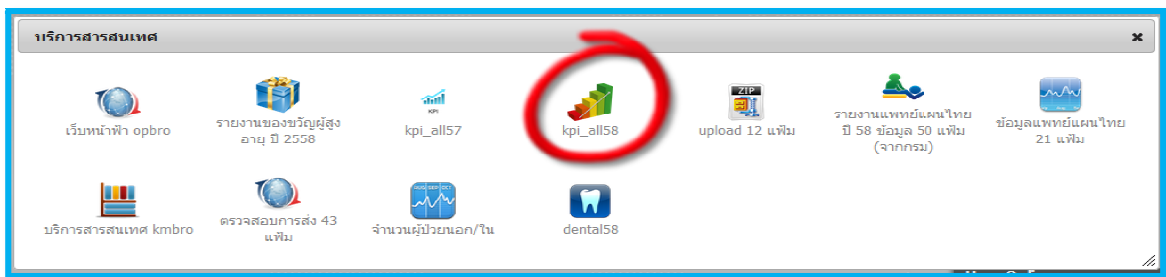 บริการสารสนเทศ
เว็บหน้าฟ้า opbro
รายงานของขวัญผู้สูง
อายุ ปี 2558
KPI
kpi_all57
kpi_all58
ZIP
upload 12 แฟ้ม
รายงานแพทย์แผนไทย
ปี 58 ข้อมูล 50 แฟ้ม
(จากกรม)
ข้อมูลแพทย์แผนไทย
21 แฟ้ม
บริการสารสนเทศ kmbro
ตรวจสอบการส่ง 43
แฟ้ม
AUG SEP OCT
จำนวนผู้ป่วยนอก/ใน
dental58